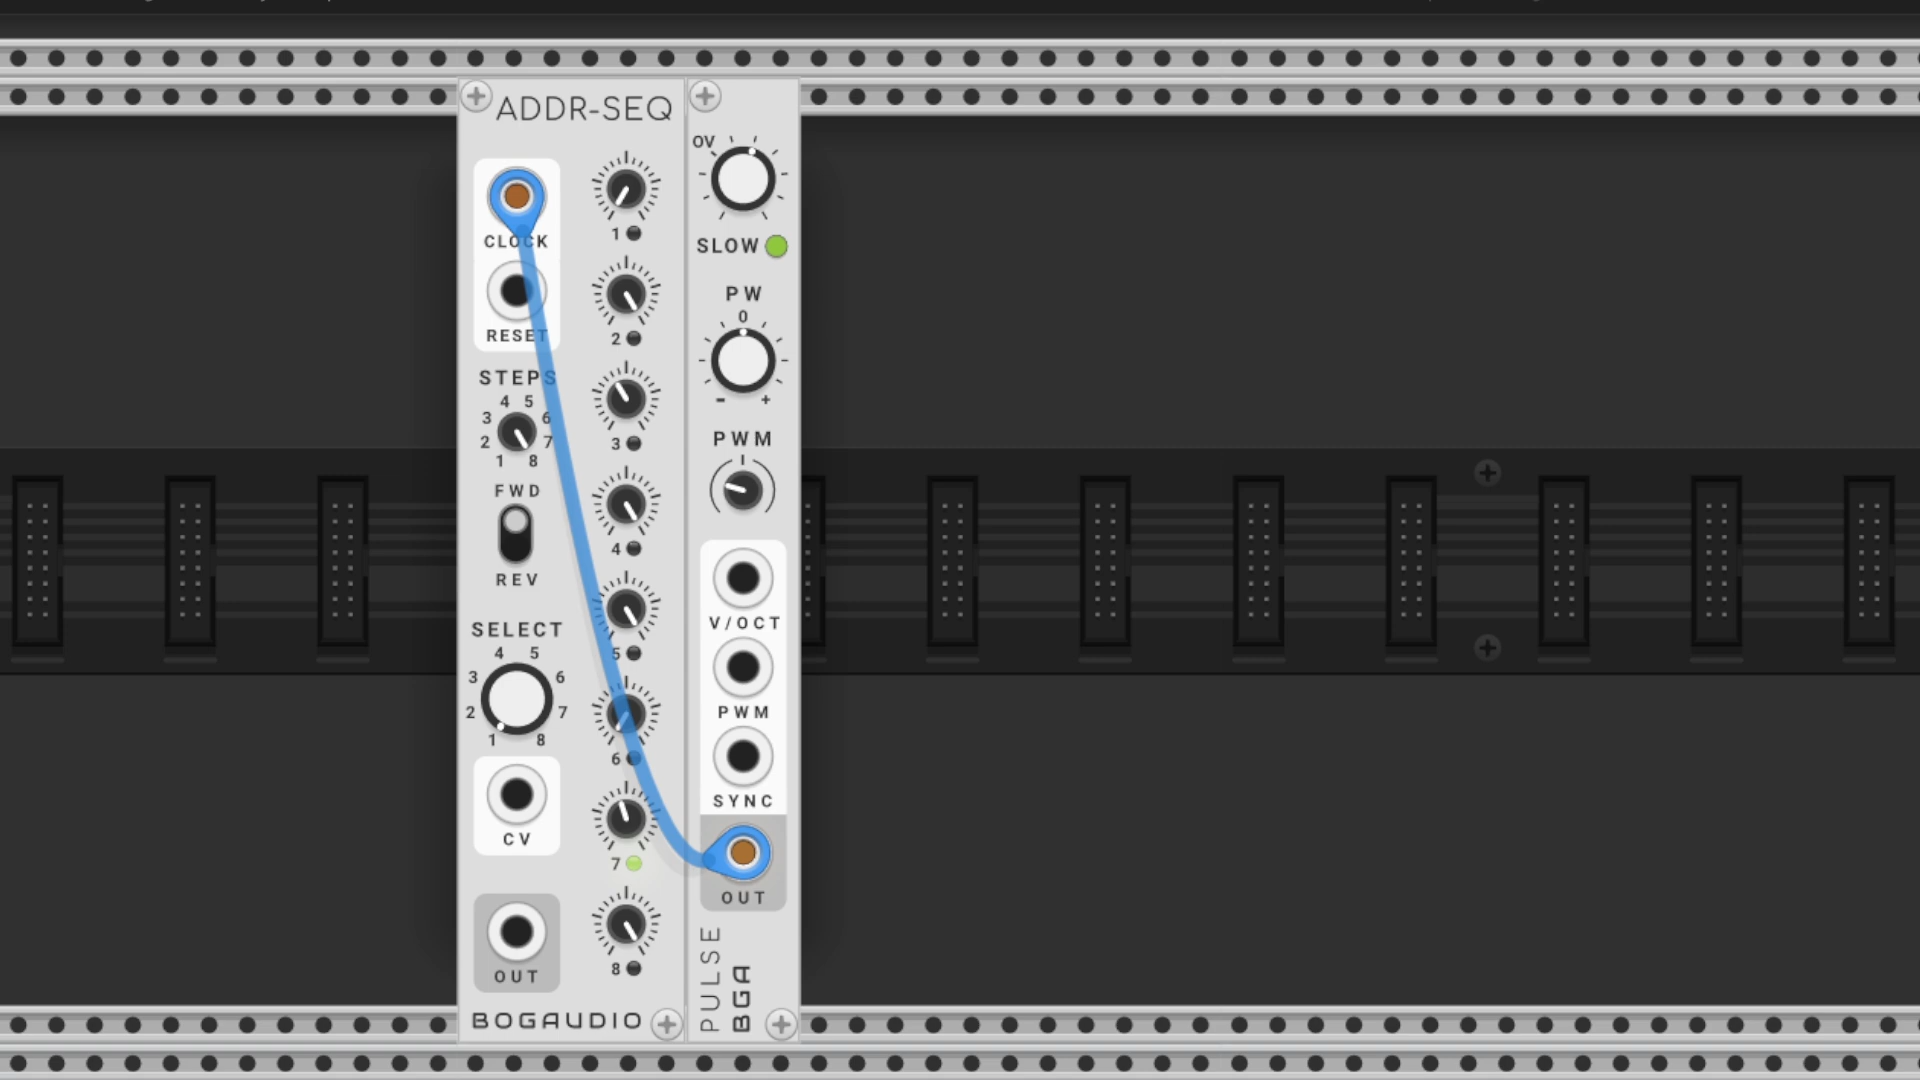 ADDR-SEQ
CLOCK
RESET
STEPS
4 5
3 6
2 7
1 8
FWD
REV
SELECT
4 5
3 6
2 7
1 8
CV
OUT
BOGAUDIO
1
2
3
4
5
6
7
8
0V
SLOW
PW
0
- +
PWM
V/OCT
PWM
SYNC
OUT
PULSE
BGA